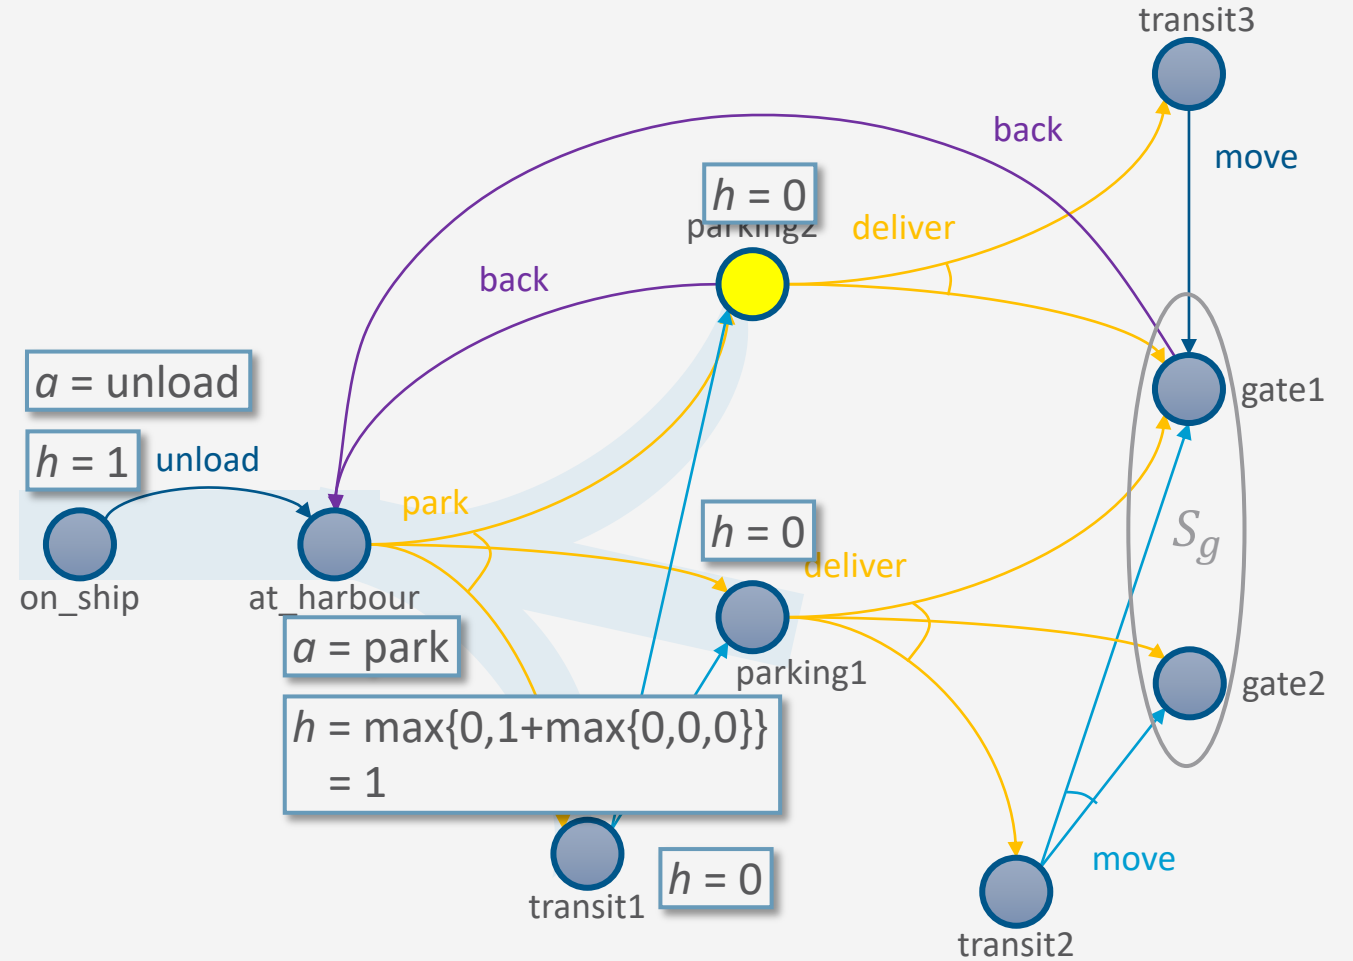 transit3
back
move
h = 0
parking2
deliver
back
a = unload
gate1
h = 1
unload
park
h = 0
S_g
deliver
on_ship
at_harbour
a = park
parking1
gate2
h = max{0,1+max{0,0,0}}
= 1
move
h = 0
transit1
transit2